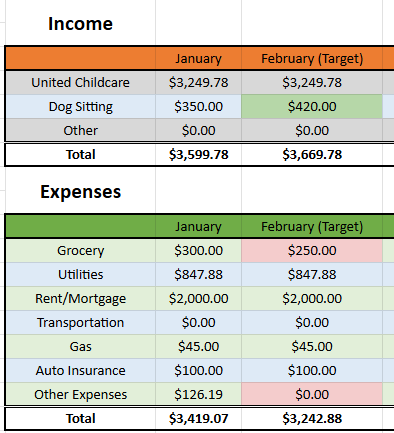 Income
January February (Target)
United Childcare $3,249.78 $3,249.78
Dog Sitting $350.00 $420.00
Other $0.00 $0.00
Total $3,599.78 $3,669.78
Expenses
January February (Target)
Grocery $300.00 $250.00
Utilities $847.88 $847.88
Rent/Mortgage $2,000.00 $2,000.00
Transportation $0.00 $0.00
Gas $45.00 $45.00
Auto Insurance $100.00 $100.00
Other Expenses $126.19 $0.00
Total $3,419.07 $3,242.88